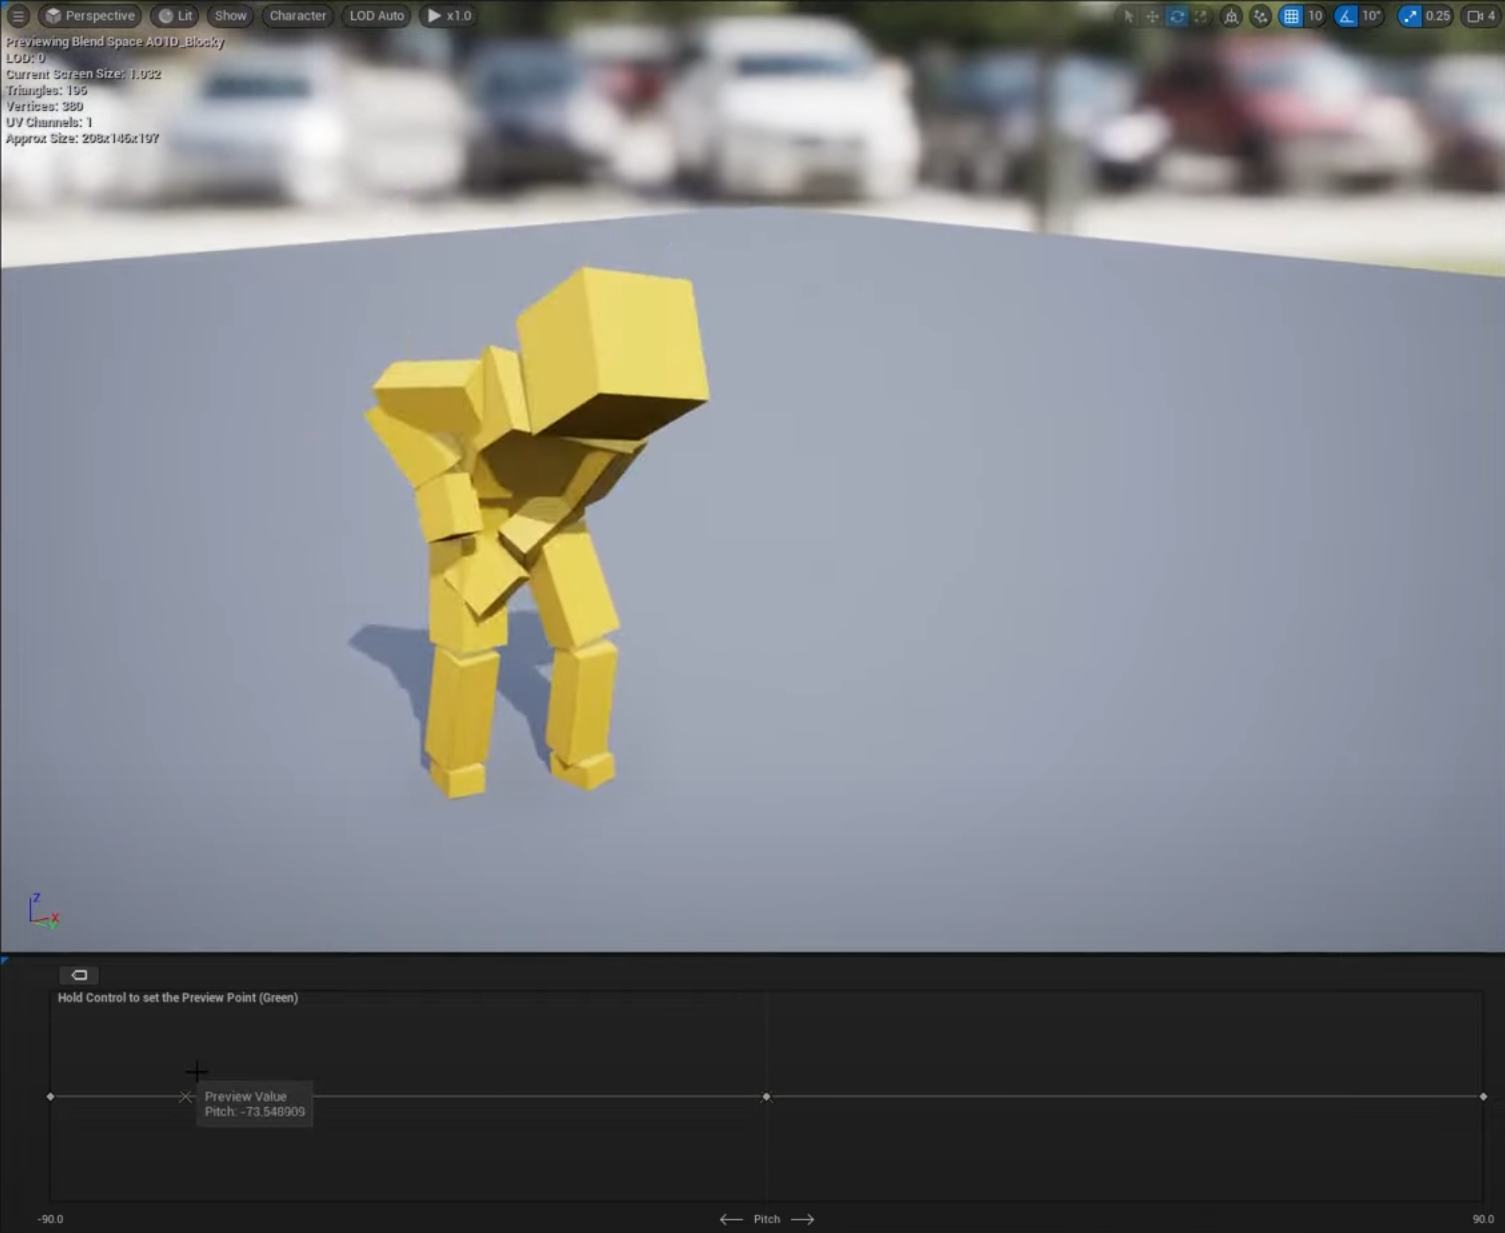 Perspective Lit Show Character LOD Auto x1.0 10 10° 0.25 4
Previewing Blend Space AO1D_Blocky
LOD: 0
Current Screen Size: 1.032
Triangles: 196
Vertices: 380
UV Channels: 1
Approx Size: 208x146x197
Z
X
Y
Hold Control to set the Preview Point (Green)
Preview Value
Pitch: -73.548909
-90.0 Pitch 90.0